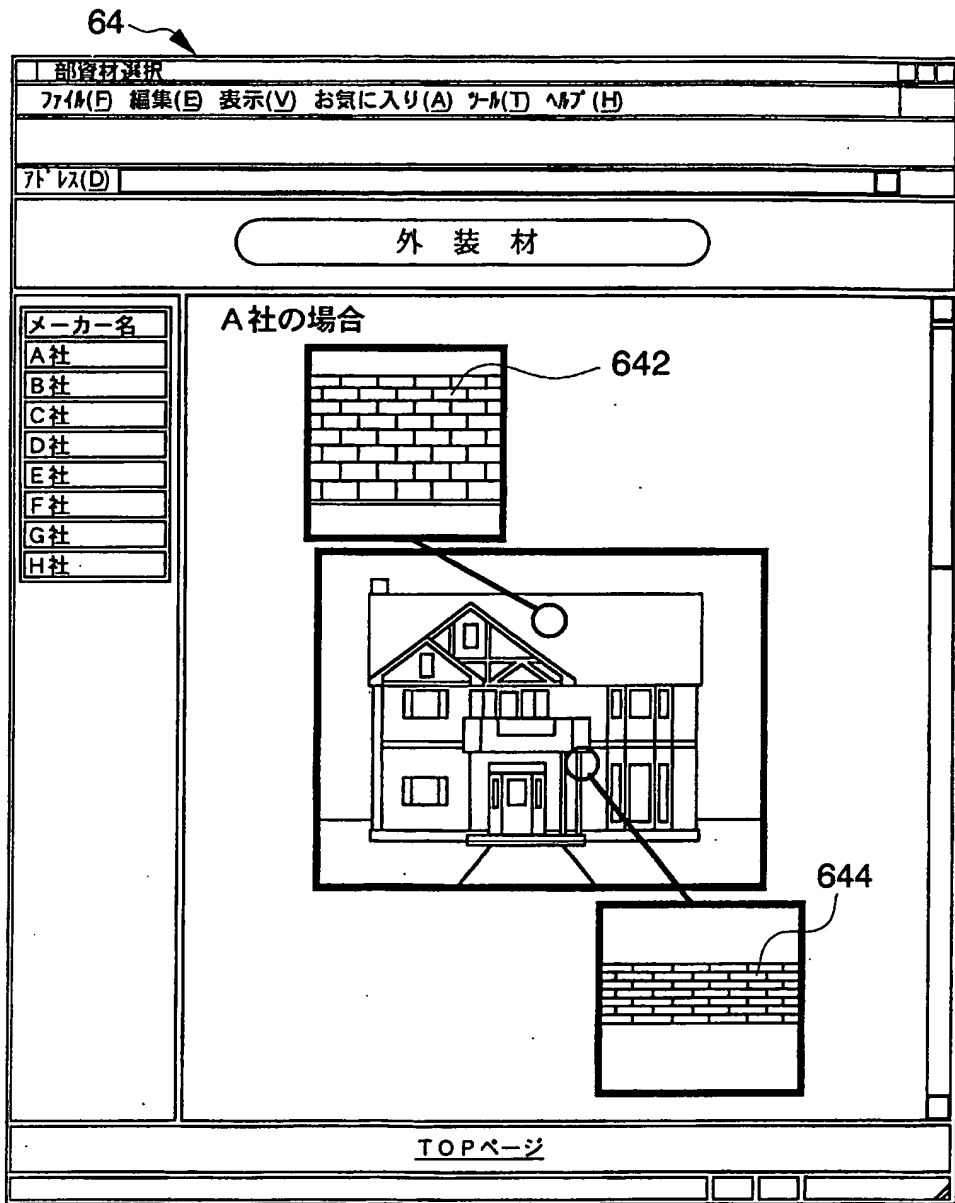 64
部資材選択
ファイル(F) 編集(E) 表示(V) お気に入り(A) ツール(T) ヘルプ(H)
アドレス(D)
外装材
メーカー名
A社
B社
C社
D社
E社
F社
G社
H社
A社の場合
642
644
TOPページ